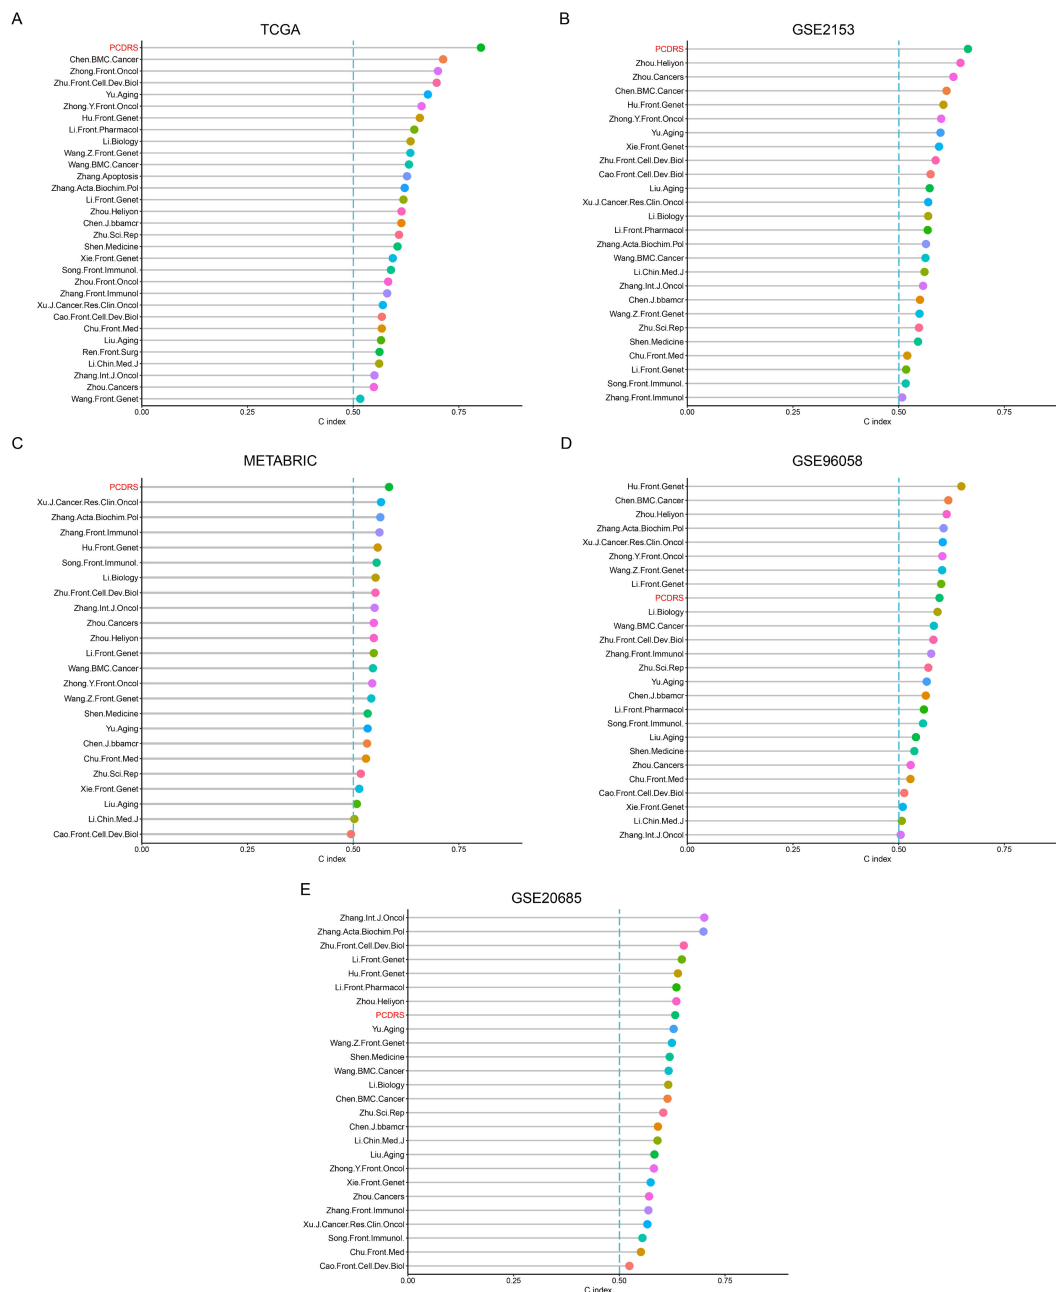 A
TCGA
PCDRS
Chen.BMC.Cancer
Zhong.Front.Oncol
Zhu.Front.Cell.Dev.Biol
Yu.Aging
Zhong.Y.Front.Oncol
Hu.Front.Genet
Li.Front.Pharmacol
Li.Biology
Wang.Z.Front.Genet
Wang.BMC.Cancer
Zhang.Apoptosis
Zhang.Acta.Biochim.Pol
Li.Front.Genet
Zhou.Heliyon
Chen.J.bbamcr
Zhu.Sci.Rep
Shen.Medicine
Xie.Front.Genet
Song.Front.Immunol.
Zhou.Front.Oncol
Zhang.Front.Immunol
Xu.J.Cancer.Res.Clin.Oncol
Cao.Front.Cell.Dev.Biol
Chu.Front.Med
Liu.Aging
Ren.Front.Surg
Li.Chin.Med.J
Zhang.Int.J.Oncol
Zhou.Cancers
Wang.Front.Genet
0.00 0.25 0.50 0.75
C index
B
GSE2153
PCDRS
Zhou.Heliyon
Zhou.Cancers
Chen.BMC.Cancer
Hu.Front.Genet
Zhong.Y.Front.Oncol
Yu.Aging
Xie.Front.Genet
Zhu.Front.Cell.Dev.Biol
Cao.Front.Cell.Dev.Biol
Liu.Aging
Xu.J.Cancer.Res.Clin.Oncol
Li.Biology
Li.Front.Pharmacol
Zhang.Acta.Biochim.Pol
Wang.BMC.Cancer
Li.Chin.Med.J
Zhang.Int.J.Oncol
Chen.J.bbamcr
Wang.Z.Front.Genet
Zhu.Sci.Rep
Shen.Medicine
Chu.Front.Med
Li.Front.Genet
Song.Front.Immunol.
Zhang.Front.Immunol
0.00 0.25 0.50 0.75
C index
C
METABRIC
PCDRS
Xu.J.Cancer.Res.Clin.Oncol
Zhang.Acta.Biochim.Pol
Zhang.Front.Immunol
Hu.Front.Genet
Song.Front.Immunol.
Li.Biology
Zhu.Front.Cell.Dev.Biol
Zhang.Int.J.Oncol
Zhou.Cancers
Zhou.Heliyon
Li.Front.Genet
Wang.BMC.Cancer
Zhong.Y.Front.Oncol
Wang.Z.Front.Genet
Shen.Medicine
Yu.Aging
Chen.J.bbamcr
Chu.Front.Med
Zhu.Sci.Rep
Xie.Front.Genet
Liu.Aging
Li.Chin.Med.J
Cao.Front.Cell.Dev.Biol
0.00 0.25 0.50 0.75
C index
D
GSE96058
Hu.Front.Genet
Chen.BMC.Cancer
Zhou.Heliyon
Zhang.Acta.Biochim.Pol
Xu.J.Cancer.Res.Clin.Oncol
Zhong.Y.Front.Oncol
Wang.Z.Front.Genet
Li.Front.Genet
PCDRS
Li.Biology
Wang.BMC.Cancer
Zhu.Front.Cell.Dev.Biol
Zhang.Front.Immunol
Zhu.Sci.Rep
Yu.Aging
Chen.J.bbamcr
Li.Front.Pharmacol
Song.Front.Immunol.
Liu.Aging
Shen.Medicine
Zhou.Cancers
Chu.Front.Med
Cao.Front.Cell.Dev.Biol
Xie.Front.Genet
Li.Chin.Med.J
Zhang.Int.J.Oncol
0.00 0.25 0.50 0.75
C index
E
GSE20685
Zhang.Int.J.Oncol
Zhang.Acta.Biochim.Pol
Zhu.Front.Cell.Dev.Biol
Li.Front.Genet
Hu.Front.Genet
Li.Front.Pharmacol
Zhou.Heliyon
PCDRS
Yu.Aging
Wang.Z.Front.Genet
Shen.Medicine
Wang.BMC.Cancer
Li.Biology
Chen.BMC.Cancer
Zhu.Sci.Rep
Chen.J.bbamcr
Li.Chin.Med.J
Liu.Aging
Zhong.Y.Front.Oncol
Xie.Front.Genet
Zhou.Cancers
Zhang.Front.Immunol
Xu.J.Cancer.Res.Clin.Oncol
Song.Front.Immunol.
Chu.Front.Med
Cao.Front.Cell.Dev.Biol
0.00 0.25 0.50 0.75
C index